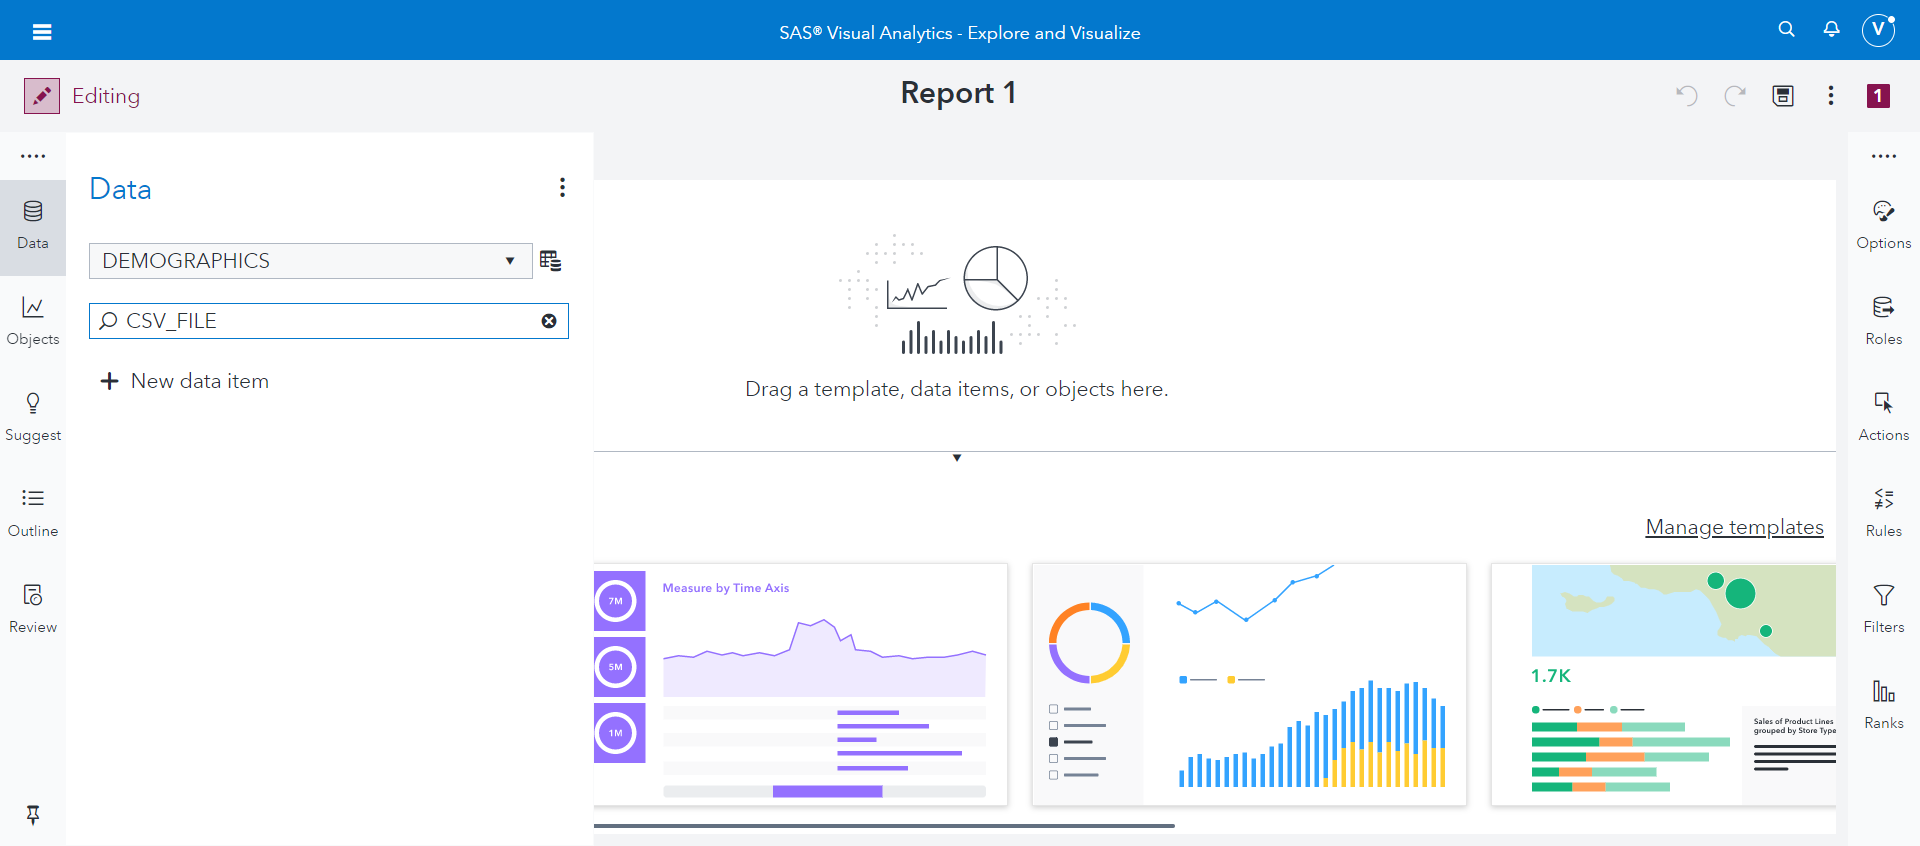 SAS® Visual Analytics - Explore and Visualize
V
Editing
Report 1
1
Data
Objects
Suggest
Outline
Review
Data
DEMOGRAPHICS
CSV_FILE
New data item
Drag a template, data items, or objects here.
Manage templates
7M
5M
1M
Measure by Time Axis
1.7K
Sales of Product Lines
grouped by Store Type
Options
Roles
Actions
Rules
Filters
Ranks